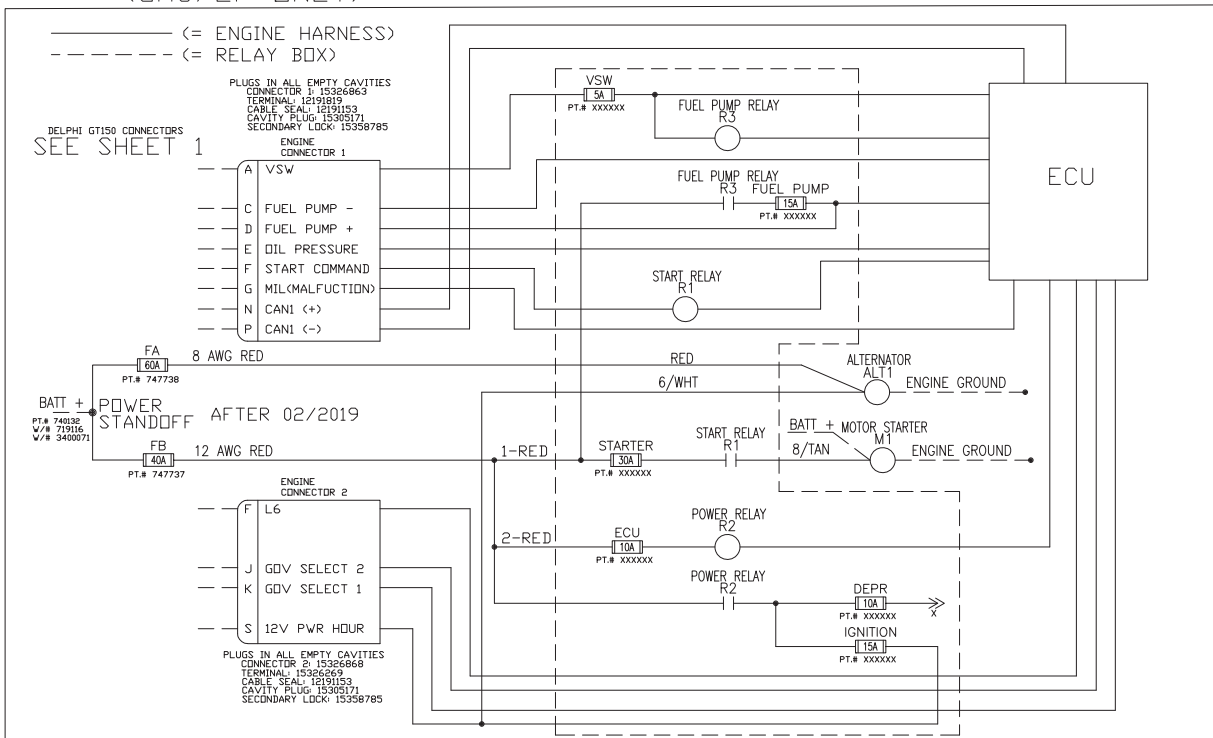 (= ENGINE HARNESS)
(= RELAY BOX)
PLUGS IN ALL EMPTY CAVITIES
CONNECTOR 1: 15326863
TERMINAL: 12191819
CABLE SEAL: 12191153
CAVITY PLUG: 15305171
SECONDARY LOCK: 15358785
DELPHI GT150 CONNECTORS
SEE SHEET 1
ENGINE
CONNECTOR 1
A VSW
C FUEL PUMP -
D FUEL PUMP +
E OIL PRESSURE
F START COMMAND
G MIL(MALFUCTION)
N CAN1 (+)
P CAN1 (-)
VSW
5A
PT.# XXXXXX
FUEL PUMP RELAY
R3
FUEL PUMP RELAY
R3
FUEL PUMP
15A
PT.# XXXXXX
START RELAY
R1
ECU
FA
60A
PT.# 747738
8 AWG RED
RED
6/WHT
ALTERNATOR
ALT1
ENGINE GROUND
BATT +
PT.# 740132
W/# 719116
W/# 3400071
POWER
STANDOFF
AFTER 02/2019
FB
40A
PT.# 747737
12 AWG RED
1-RED
STARTER
30A
PT.# XXXXXX
START RELAY
R1
BATT +
8/TAN
MOTOR STARTER
M1
ENGINE GROUND
2-RED
ECU
10A
PT.# XXXXXX
POWER RELAY
R2
POWER RELAY
R2
DEPR
10A
PT.# XXXXXX
X
IGNITION
15A
PT.# XXXXXX
ENGINE
CONNECTOR 2
F L6
J GOV SELECT 2
K GOV SELECT 1
S 12V PWR HOUR
PLUGS IN ALL EMPTY CAVITIES
CONNECTOR 2: 15326868
TERMINAL: 15326269
CABLE SEAL: 12191153
CAVITY PLUG: 15305171
SECONDARY LOCK: 15358785